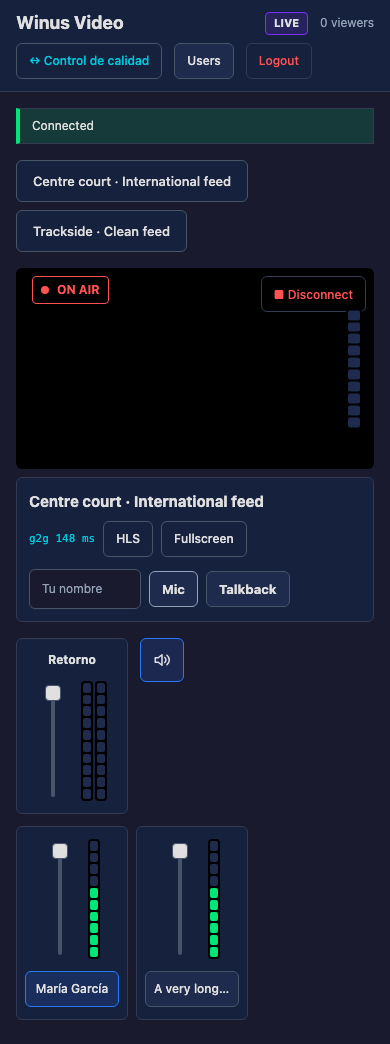 Winus Video
LIVE
0 viewers
↔ Control de calidad
Users
Logout
Connected
Centre court · International feed
Trackside · Clean feed
ON AIR
Disconnect
Centre court · International feed
g2g 148 ms
HLS
Fullscreen
Tu nombre
Mic
Talkback
Retorno
María García
A very long...